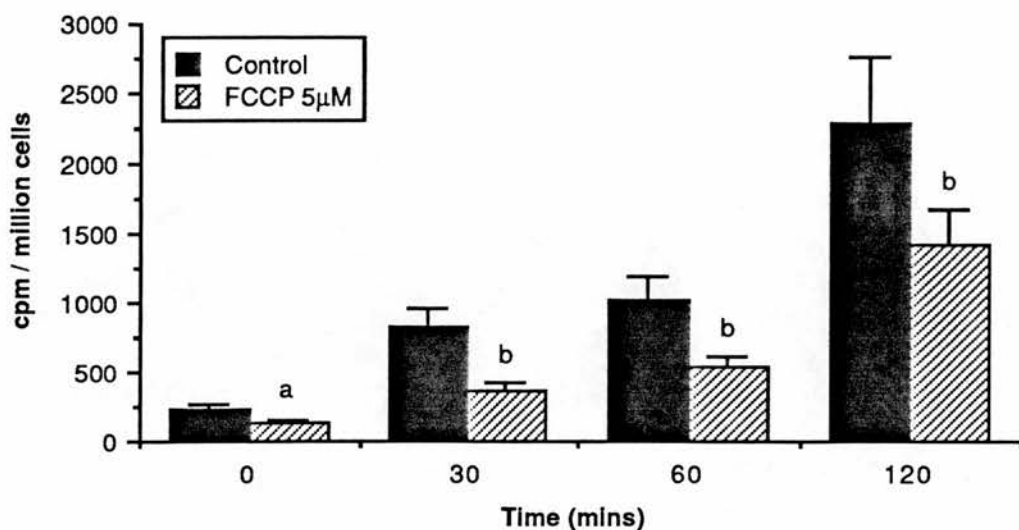 cpm / million cells
3000
2500
2000
1500
1000
500
0
Control
FCCP 5µM
a
b
b
b
0 30 60 120
Time (mins)